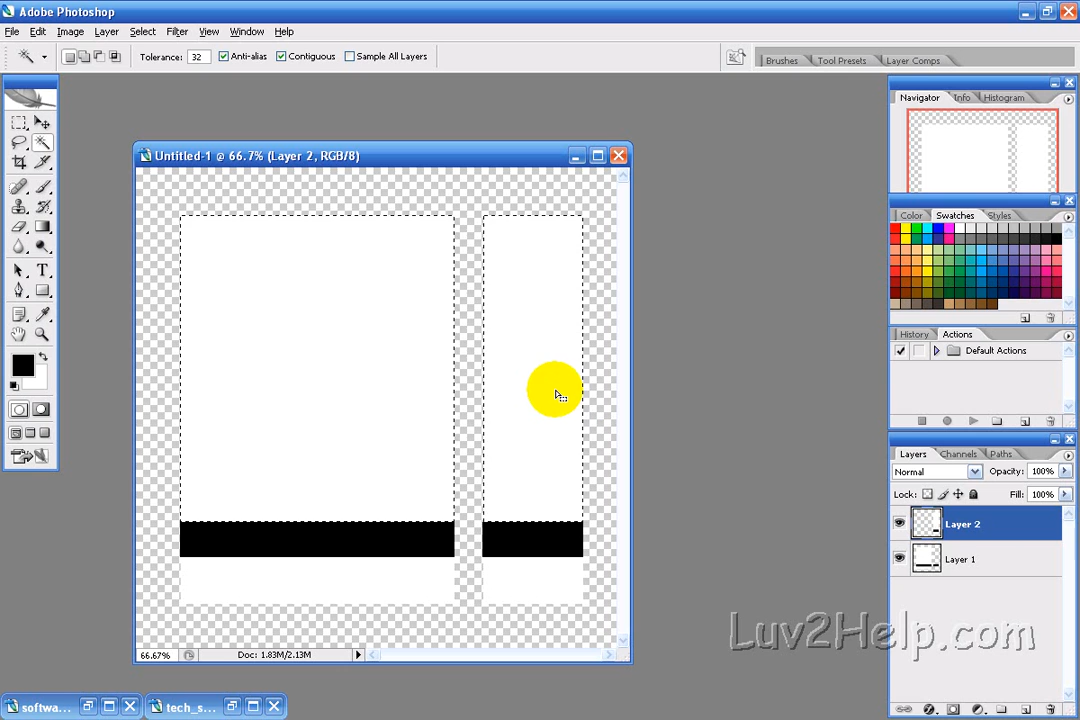 Adobe Photoshop
File Edit Image Layer Select Filter View Window Help
Tolerance: 32 Anti-alias Contiguous Sample All Layers Brushes Tool Presets Layer Comps
Navigator Info Histogram
Untitled-1 @ 66.7% (Layer 2, RGB/8)
Color Swatches Styles
History Actions
Default Actions
Layers Channels Paths
Normal Opacity: 100%
Lock: Fill: 100%
Layer 2
Layer 1
Luv2Help.com
66.67% Doc: 1.83M/2.13M
softwa... tech_s...